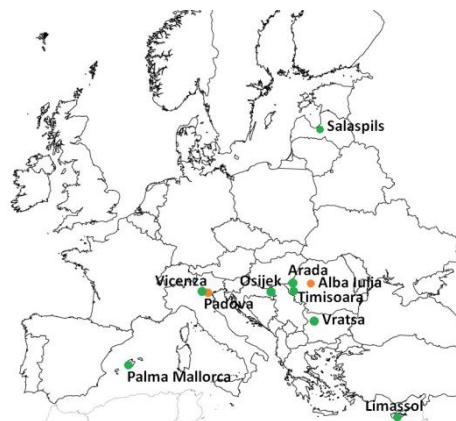 Salaspils
Arada
Vicenza
Osijek
Alba Iulia
Padova
Timisoara
Vratsa
Palma Mallorca
Limassol